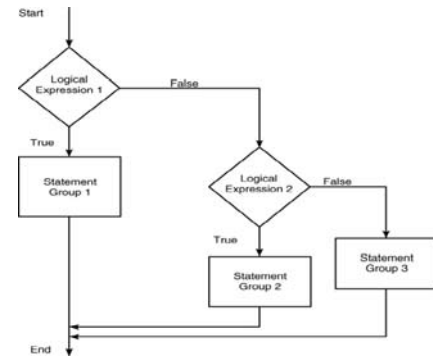 Start
Logical
Expression 1
False
True
Statement
Group 1
Logical
Expression 2
False
True
Statement
Group 2
Statement
Group 3
End